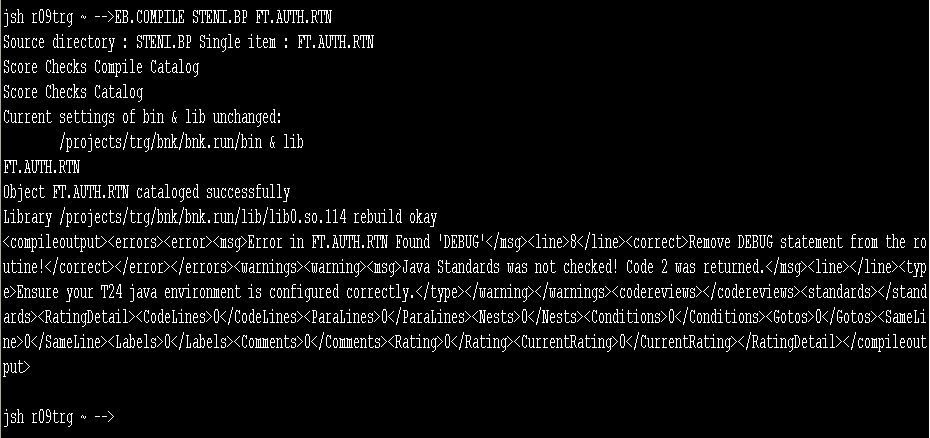 jsh r09trg ~ -->EB.COMPILE STENI.BP FT.AUTH.RTN
Source directory : STENI.BP Single item : FT.AUTH.RTN
Score Checks Compile Catalog
Score Checks Catalog
Current settings of bin & lib unchanged:
        /projects/trg/bnk/bnk.run/bin & lib
FT.AUTH.RTN
Object FT.AUTH.RTN cataloged successfully
Library /projects/trg/bnk/bnk.run/lib/lib0.so.114 rebuild okay
<compileoutput><errors><error><msg>Error in FT.AUTH.RTN Found 'DEBUG'</msg><line>8</line><correct>Remove DEBUG statement from the ro
utine!</correct></error></errors><warnings><warning><msg>Java Standards was not checked! Code 2 was returned.</msg><line></line><typ
e>Ensure your T24 java environment is configured correctly.</type></warning></warnings><codereviews></codereviews><standards></stand
ards><RatingDetail><CodeLines>0</CodeLines><ParaLines>0</ParaLines><Nests>0</Nests><Conditions>0</Conditions><Gotos>0</Gotos><SameLi
ne>0</SameLine><Labels>0</Labels><Comments>0</Comments><Rating>0</Rating><CurrentRating>0</CurrentRating></RatingDetail></compileout
put>
jsh r09trg ~ -->